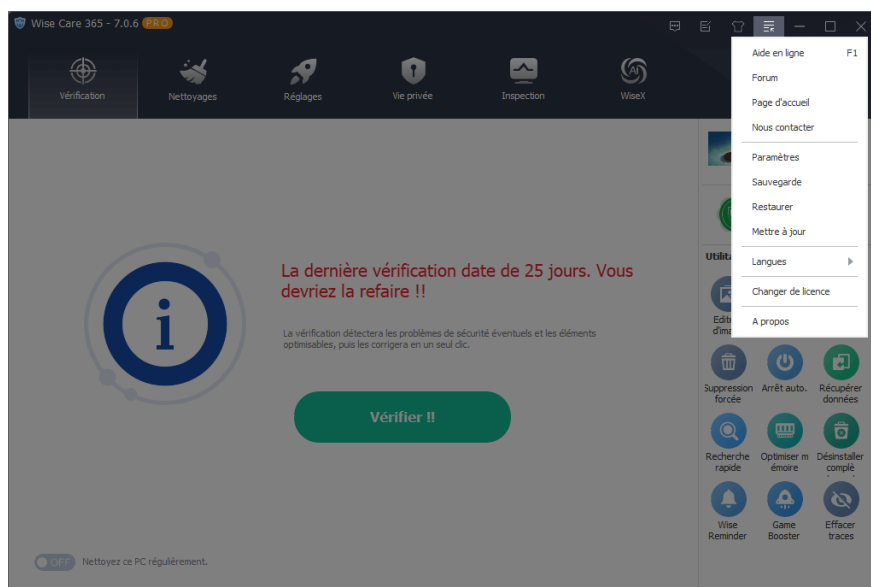 Wise Care 365 - 7.0.6 PRO
Vérification
Nettoyages
Réglages
Vie privée
Inspection
WiseX
Aide en ligne F1
Forum
Page d'accueil
Nous contacter
Paramètres
Sauvegarde
Restaurer
Mettre à jour
Langues
Changer de licence
A propos
La dernière vérification date de 25 jours. Vous
devriez la refaire !!
La vérification détectera les problèmes de sécurité éventuels et les éléments
optimisables, puis les corrigera en un seul clic.
Vérifier !!
OFF Nettoyez ce PC régulièrement.
Suppression
forcée
Arrêt auto.
Récupérer
données
Recherche
rapide
Optimiser m
émoire
Désinstaller
complè
Wise
Reminder
Game
Booster
Effacer
traces